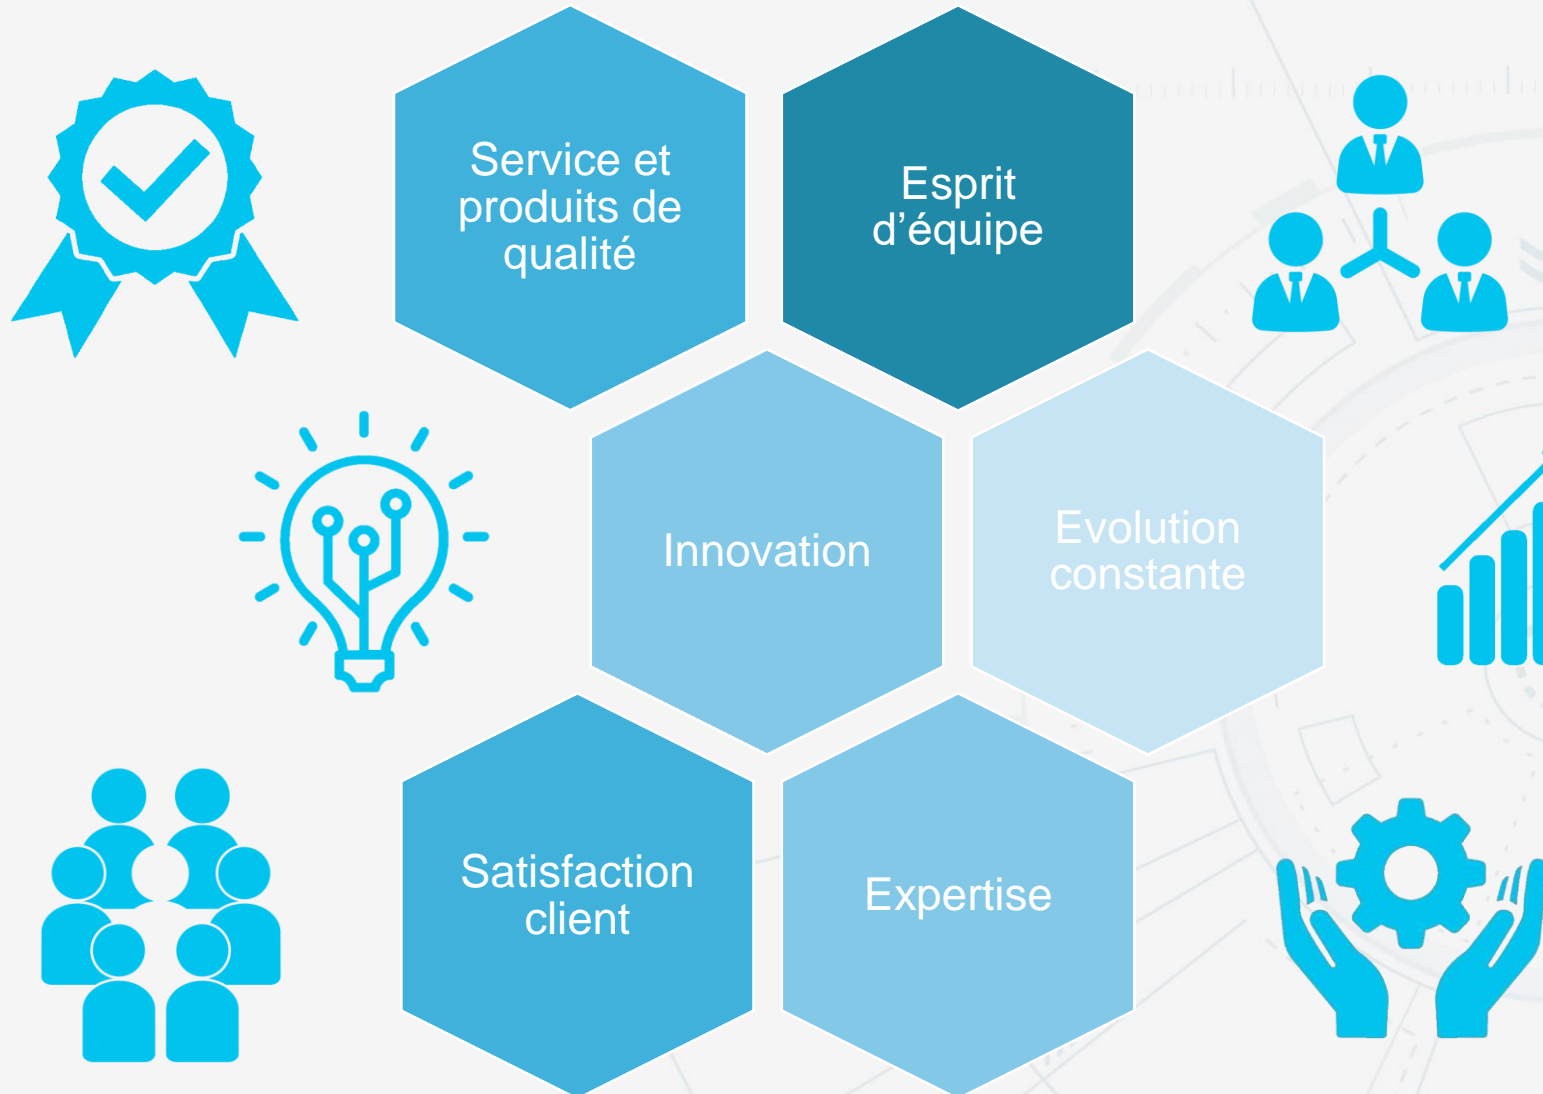 Service et
produits de
qualité
Esprit
d’équipe
Innovation
Evolution
constante
Satisfaction
client
Expertise